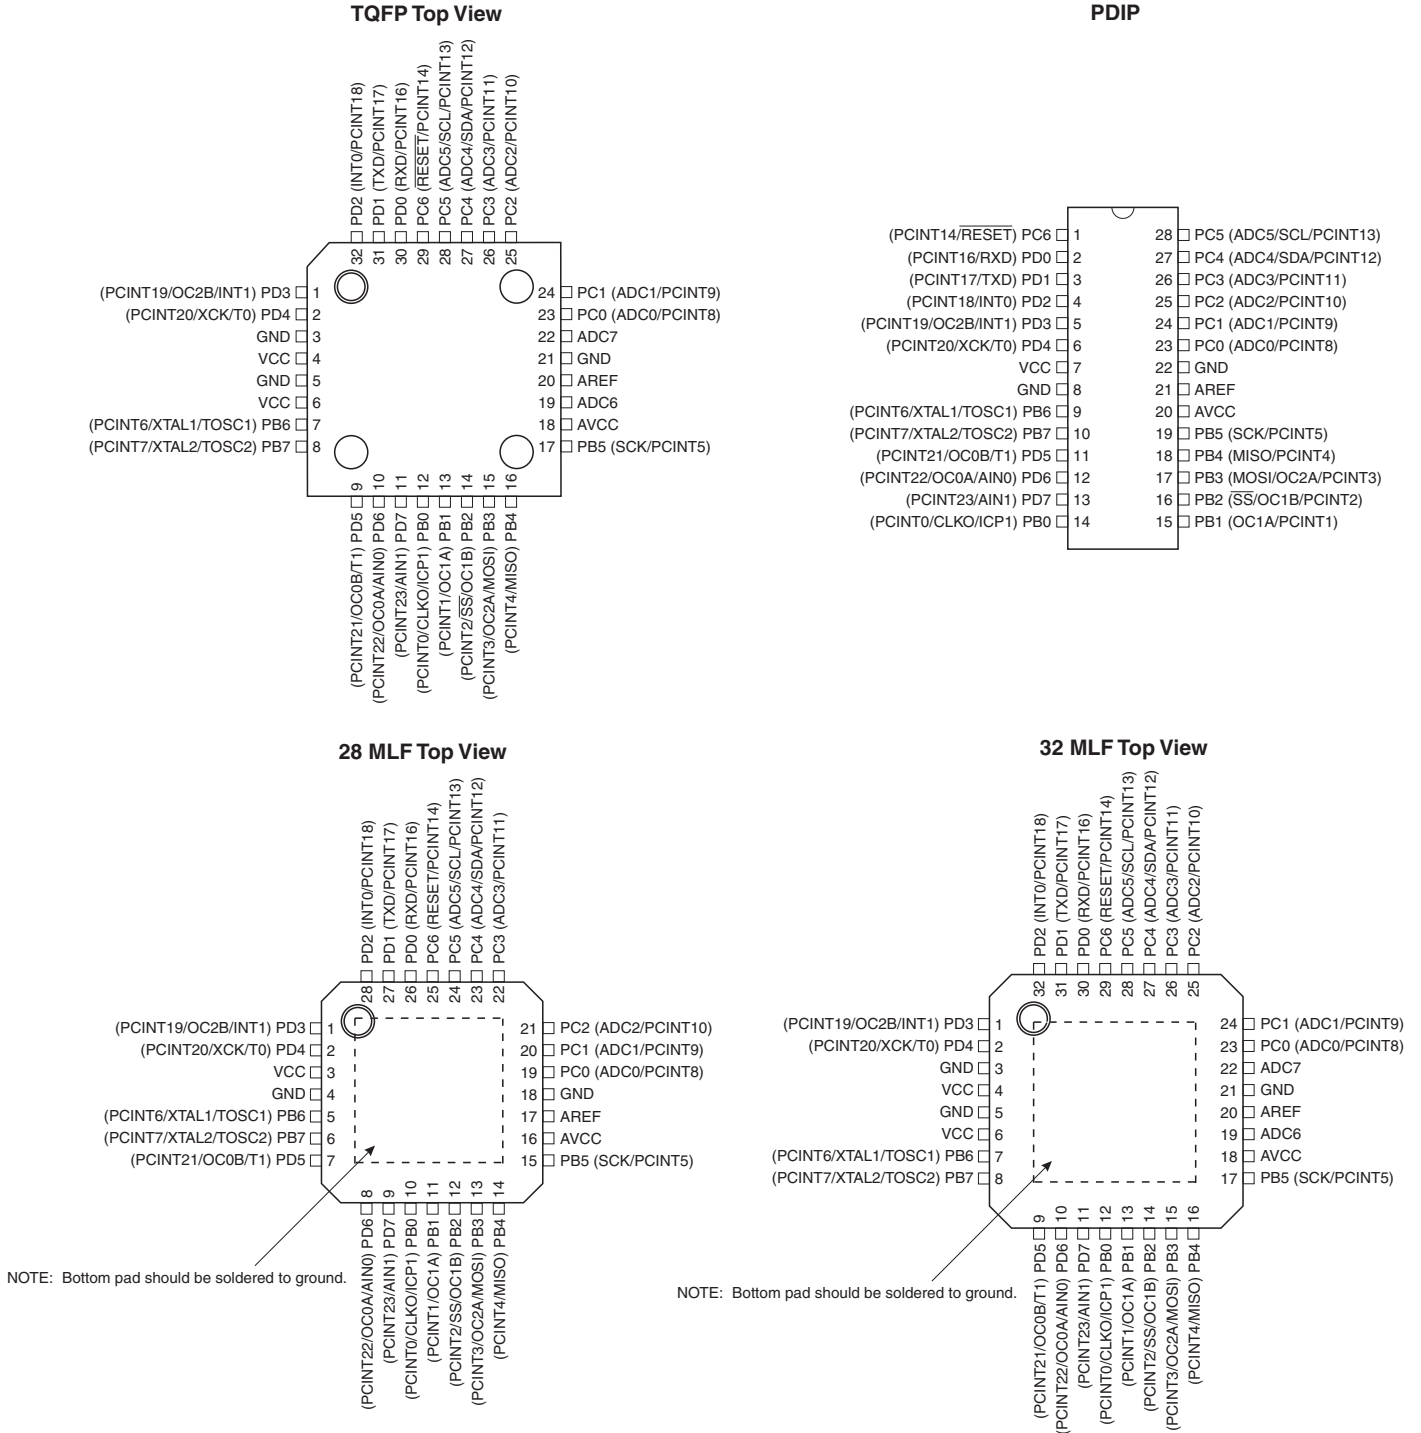 TQFP Top View
PD2 (INT0/PCINT18)
PD1 (TXD/PCINT17)
PD0 (RXD/PCINT16)
PC6 (RESET/PCINT14)
PC5 (ADC5/SCL/PCINT13)
PC4 (ADC4/SDA/PCINT12)
PC3 (ADC3/PCINT11)
PC2 (ADC2/PCINT10)
32 31 30 29 28 27 26 25
(PCINT19/OC2B/INT1) PD3 1
(PCINT20/XCK/T0) PD4 2
GND 3
VCC 4
GND 5
VCC 6
(PCINT6/XTAL1/TOSC1) PB6 7
(PCINT7/XTAL2/TOSC2) PB7 8
24 PC1 (ADC1/PCINT9)
23 PC0 (ADC0/PCINT8)
22 ADC7
21 GND
20 AREF
19 ADC6
18 AVCC
17 PB5 (SCK/PCINT5)
9 10 11 12 13 14 15 16
(PCINT21/OC0B/T1) PD5
(PCINT22/OC0A/AIN0) PD6
(PCINT23/AIN1) PD7
(PCINT0/CLKO/ICP1) PB0
(PCINT1/OC1A) PB1
(PCINT2/SS/OC1B) PB2
(PCINT3/OC2A/MOSI) PB3
(PCINT4/MISO) PB4
PDIP
(PCINT14/RESET) PC6 1
(PCINT16/RXD) PD0 2
(PCINT17/TXD) PD1 3
(PCINT18/INT0) PD2 4
(PCINT19/OC2B/INT1) PD3 5
(PCINT20/XCK/T0) PD4 6
VCC 7
GND 8
(PCINT6/XTAL1/TOSC1) PB6 9
(PCINT7/XTAL2/TOSC2) PB7 10
(PCINT21/OC0B/T1) PD5 11
(PCINT22/OC0A/AIN0) PD6 12
(PCINT23/AIN1) PD7 13
(PCINT0/CLKO/ICP1) PB0 14
28 PC5 (ADC5/SCL/PCINT13)
27 PC4 (ADC4/SDA/PCINT12)
26 PC3 (ADC3/PCINT11)
25 PC2 (ADC2/PCINT10)
24 PC1 (ADC1/PCINT9)
23 PC0 (ADC0/PCINT8)
22 GND
21 AREF
20 AVCC
19 PB5 (SCK/PCINT5)
18 PB4 (MISO/PCINT4)
17 PB3 (MOSI/OC2A/PCINT3)
16 PB2 (SS/OC1B/PCINT2)
15 PB1 (OC1A/PCINT1)
28 MLF Top View
PD2 (INT0/PCINT18)
PD1 (TXD/PCINT17)
PD0 (RXD/PCINT16)
PC6 (RESET/PCINT14)
PC5 (ADC5/SCL/PCINT13)
PC4 (ADC4/SDA/PCINT12)
PC3 (ADC3/PCINT11)
28 27 26 25 24 23 22
(PCINT19/OC2B/INT1) PD3 1
(PCINT20/XCK/T0) PD4 2
VCC 3
GND 4
(PCINT6/XTAL1/TOSC1) PB6 5
(PCINT7/XTAL2/TOSC2) PB7 6
(PCINT21/OC0B/T1) PD5 7
21 PC2 (ADC2/PCINT10)
20 PC1 (ADC1/PCINT9)
19 PC0 (ADC0/PCINT8)
18 GND
17 AREF
16 AVCC
15 PB5 (SCK/PCINT5)
8 9 10 11 12 13 14
(PCINT22/OC0A/AIN0) PD6
(PCINT23/AIN1) PD7
(PCINT0/CLKO/ICP1) PB0
(PCINT1/OC1A) PB1
(PCINT2/SS/OC1B) PB2
(PCINT3/OC2A/MOSI) PB3
(PCINT4/MISO) PB4
NOTE: Bottom pad should be soldered to ground.
32 MLF Top View
PD2 (INT0/PCINT18)
PD1 (TXD/PCINT17)
PD0 (RXD/PCINT16)
PC6 (RESET/PCINT14)
PC5 (ADC5/SCL/PCINT13)
PC4 (ADC4/SDA/PCINT12)
PC3 (ADC3/PCINT11)
PC2 (ADC2/PCINT10)
32 31 30 29 28 27 26 25
(PCINT19/OC2B/INT1) PD3 1
(PCINT20/XCK/T0) PD4 2
GND 3
VCC 4
GND 5
VCC 6
(PCINT6/XTAL1/TOSC1) PB6 7
(PCINT7/XTAL2/TOSC2) PB7 8
24 PC1 (ADC1/PCINT9)
23 PC0 (ADC0/PCINT8)
22 ADC7
21 GND
20 AREF
19 ADC6
18 AVCC
17 PB5 (SCK/PCINT5)
9 10 11 12 13 14 15 16
(PCINT21/OC0B/T1) PD5
(PCINT22/OC0A/AIN0) PD6
(PCINT23/AIN1) PD7
(PCINT0/CLKO/ICP1) PB0
(PCINT1/OC1A) PB1
(PCINT2/SS/OC1B) PB2
(PCINT3/OC2A/MOSI) PB3
(PCINT4/MISO) PB4
NOTE: Bottom pad should be soldered to ground.